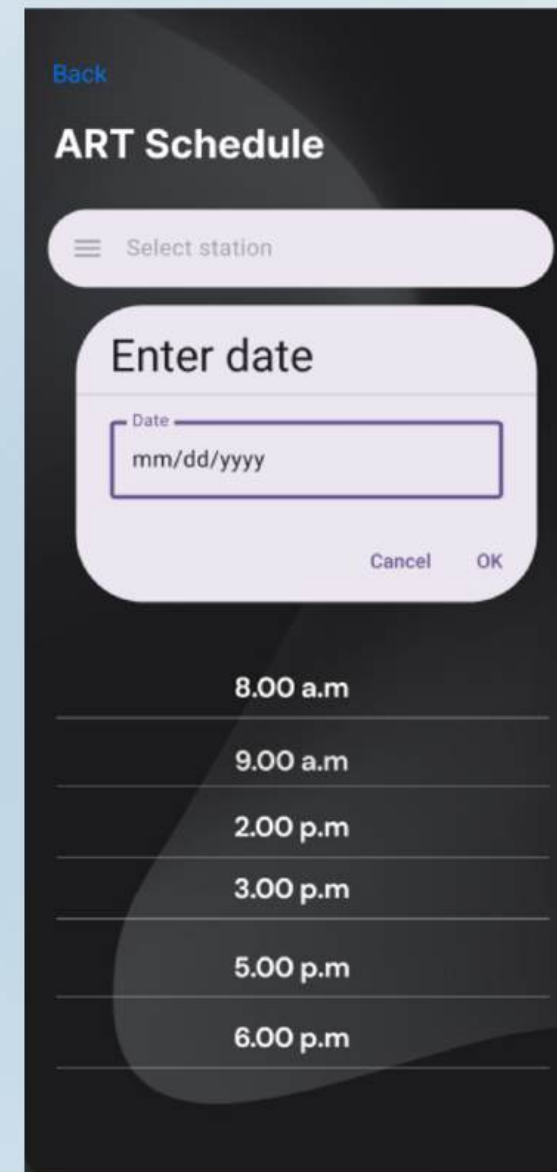 Back
ART Schedule
Select station
Enter date
Date
mm/dd/yyyy
Cancel OK
8.00 a.m
9.00 a.m
2.00 p.m
3.00 p.m
5.00 p.m
6.00 p.m